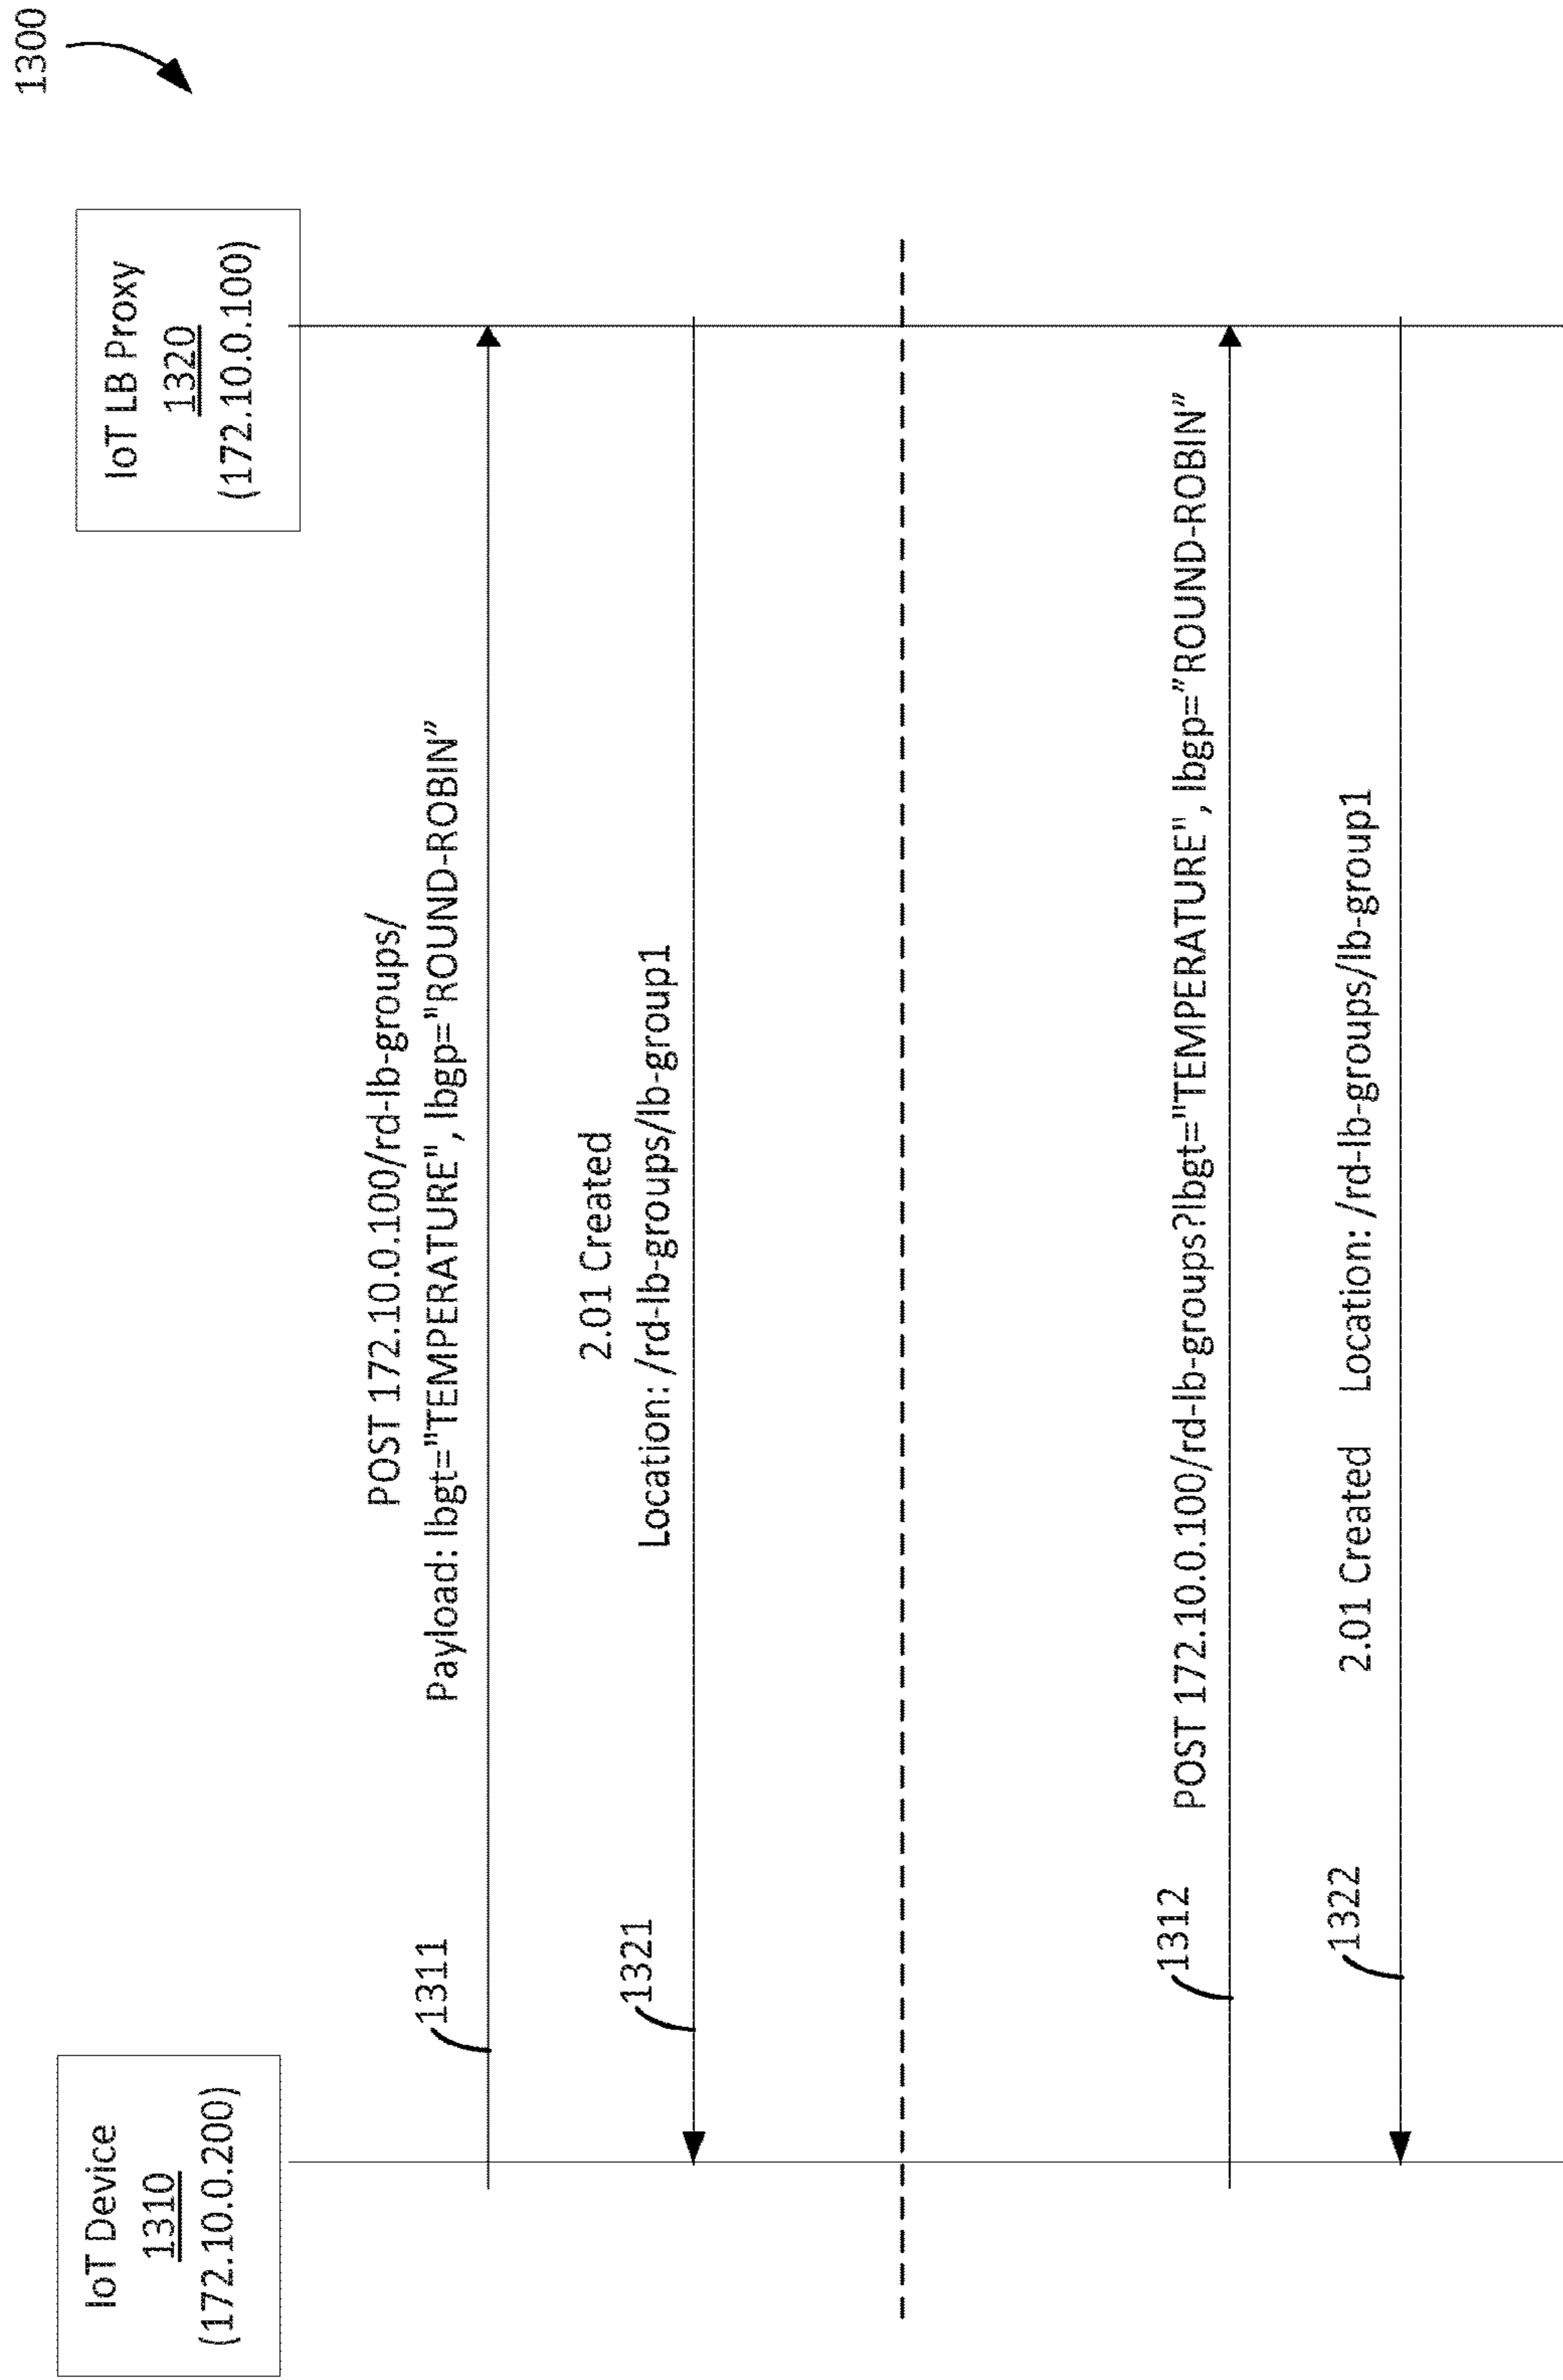 1300
IoT Device
1310
(172.10.0.200)
IoT LB Proxy
1320
(172.10.0.100)
POST 172.10.0.100/rd-lb-groups/
Payload: lbgt="TEMPERATURE", lbgp="ROUND-ROBIN”
1311
2.01 Created
Location: /rd-lb-groups/lb-group1
1321
POST 172.10.0.100/rd-lb-groups?lbgt="TEMPERATURE", lbgp=”ROUND-ROBIN”
1312
2.01 Created Location: /rd-lb-groups/lb-group1
1322